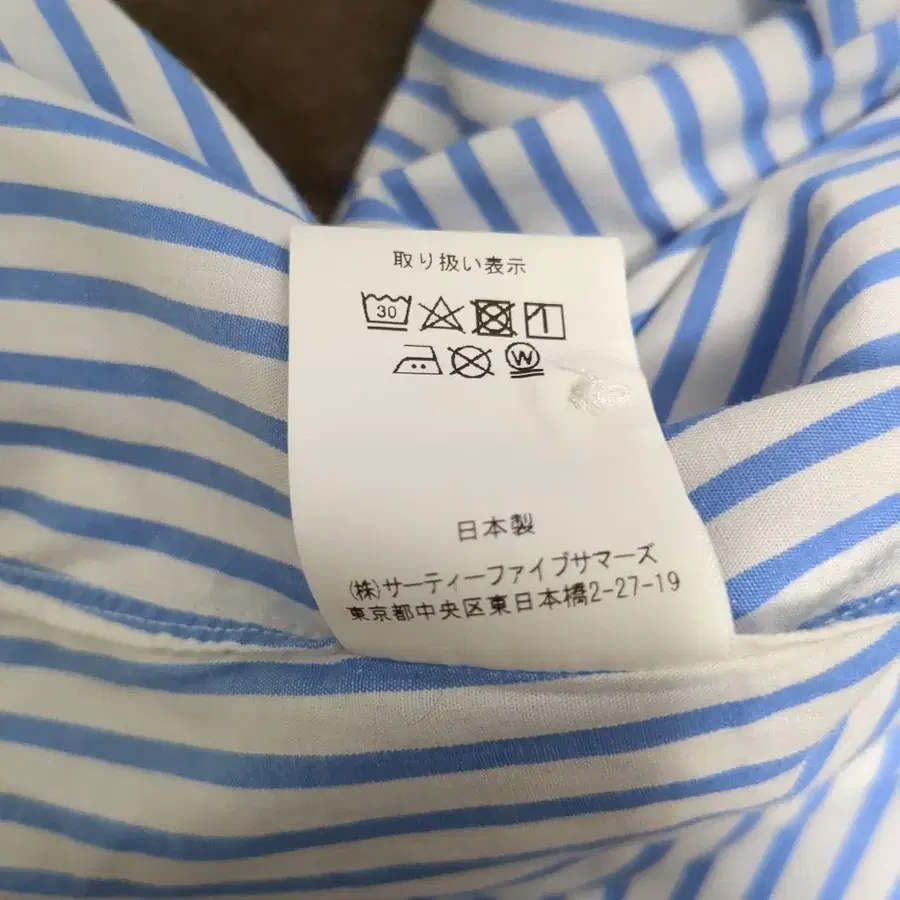 取り扱い表示
30
W
日本製
(株)サーティーファイブサマーズ
東京都中央区東日本橋2-27-19